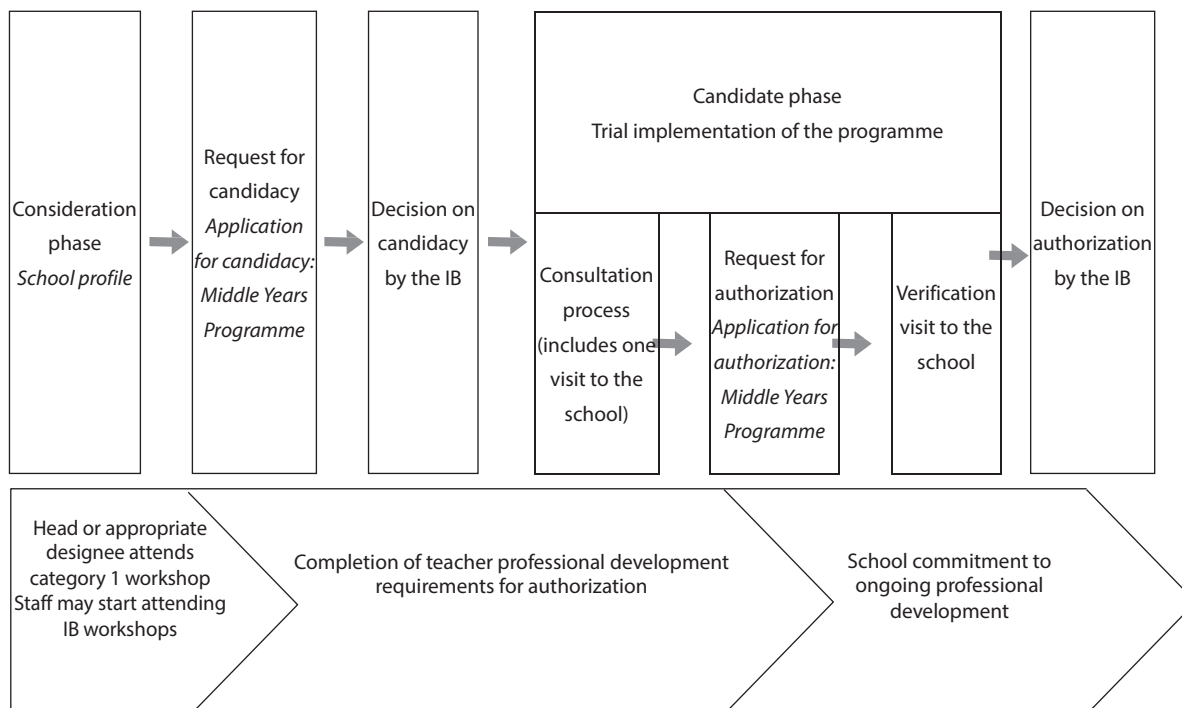 Consideration
phase
School profile
Request for
candidacy
Application
for candidacy:
Middle Years
Programme
Decision on
candidacy
by the IB
Candidate phase
Trial implementation of the programme
Consultation
process
(includes one
visit to the
school)
Request for
authorization
Application for
authorization:
Middle Years
Programme
Verification
visit to the
school
Decision on
authorization
by the IB
Head or appropriate
designee attends
category 1 workshop
Staff may start attending
IB workshops
Completion of teacher professional development
requirements for authorization
School commitment to
ongoing professional
development